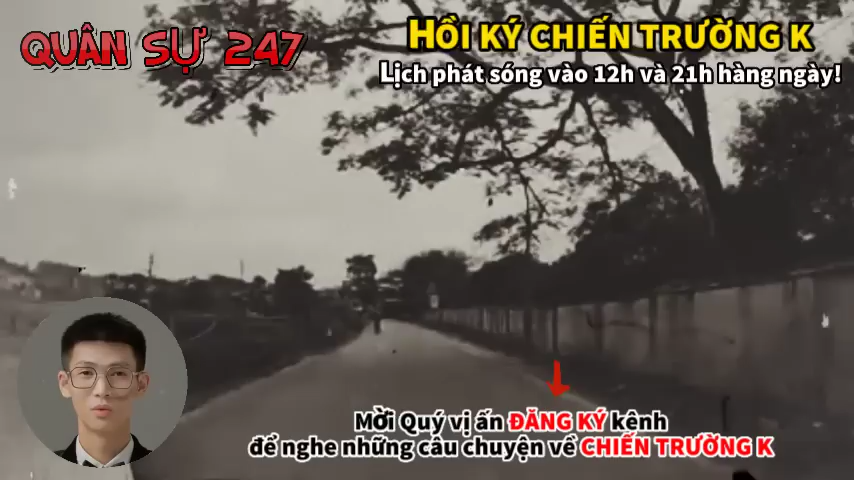 QUÂN SỰ 247
HỒI KÝ CHIẾN TRƯỜNG K
Lịch phát sóng vào 12h và 21h hàng ngày!
Mời Quý vị ấn ĐĂNG KÝ kênh
để nghe những câu chuyện về CHIẾN TRƯỜNG K